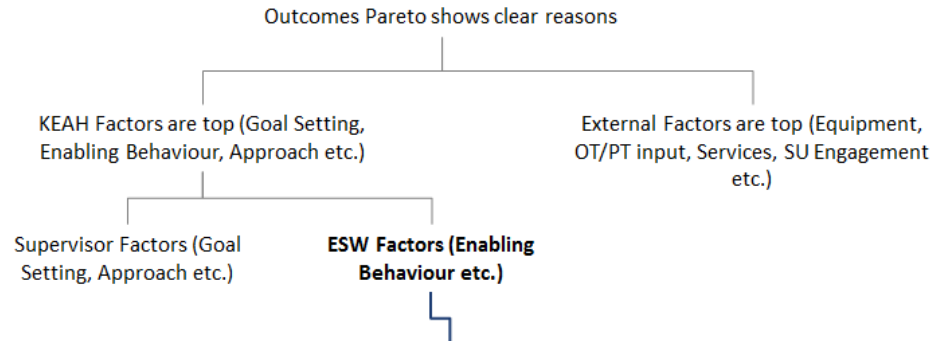 Outcomes Pareto shows clear reasons
KEAH Factors are top (Goal Setting,
Enabling Behaviour, Approach etc.)
External Factors are top (Equipment,
OT/PT input, Services, SU Engagement
etc.)
Supervisor Factors (Goal
Setting, Approach etc.)
ESW Factors (Enabling
Behaviour etc.)